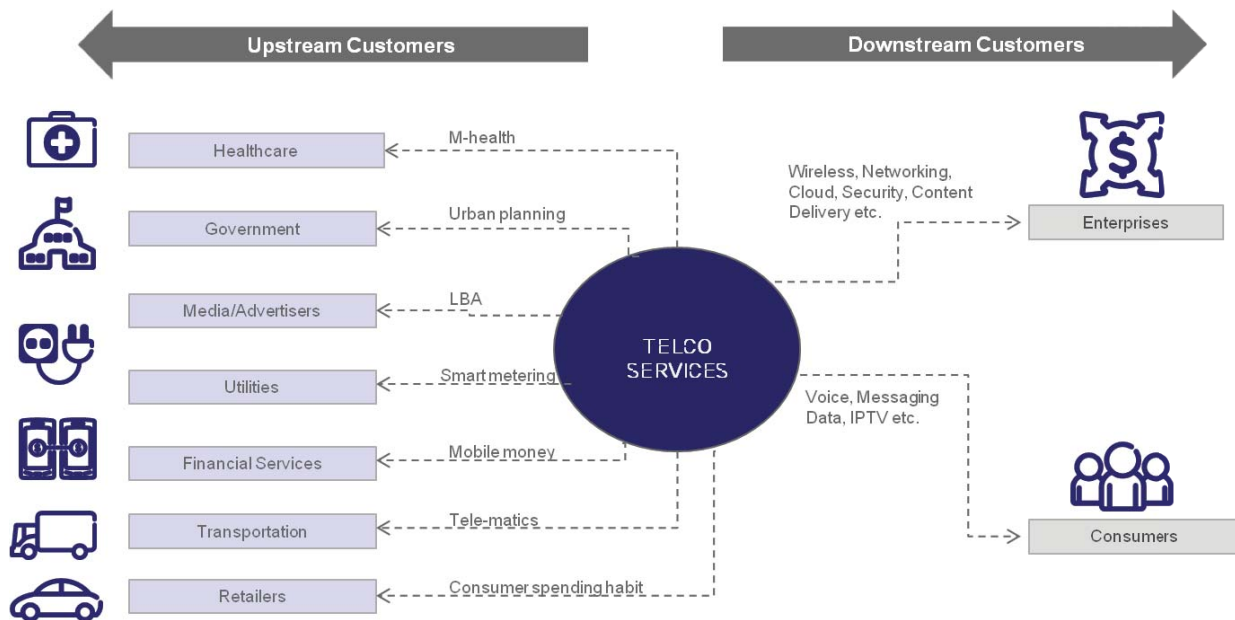 Upstream Customers
Downstream Customers
Healthcare
M-health
Government
Urban planning
Media/Advertisers
LBA
Utilities
Smart metering
Financial Services
Mobile money
Transportation
Tele-matics
Retailers
Consumer spending habit
TELCO
SERVICES
Wireless, Networking,
Cloud, Security, Content
Delivery etc.
Enterprises
Voice, Messaging
Data, IPTV etc.
Consumers
$